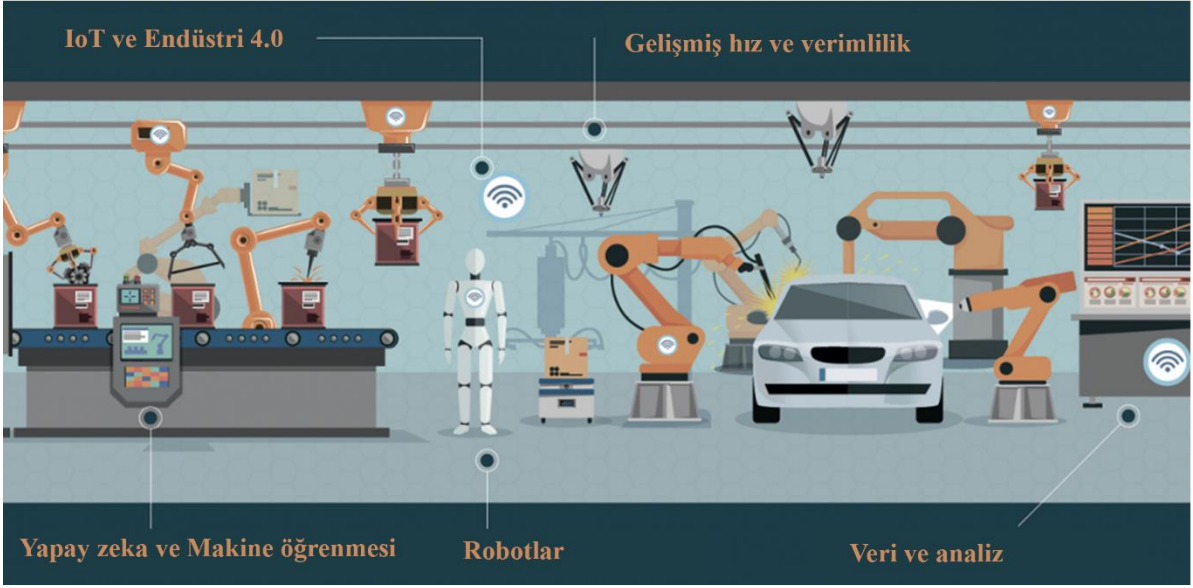 IoT ve Endüstri 4.0
Gelişmiş hız ve verimlilik
Yapay zeka ve Makine öğrenmesi
Robotlar
Veri ve analiz